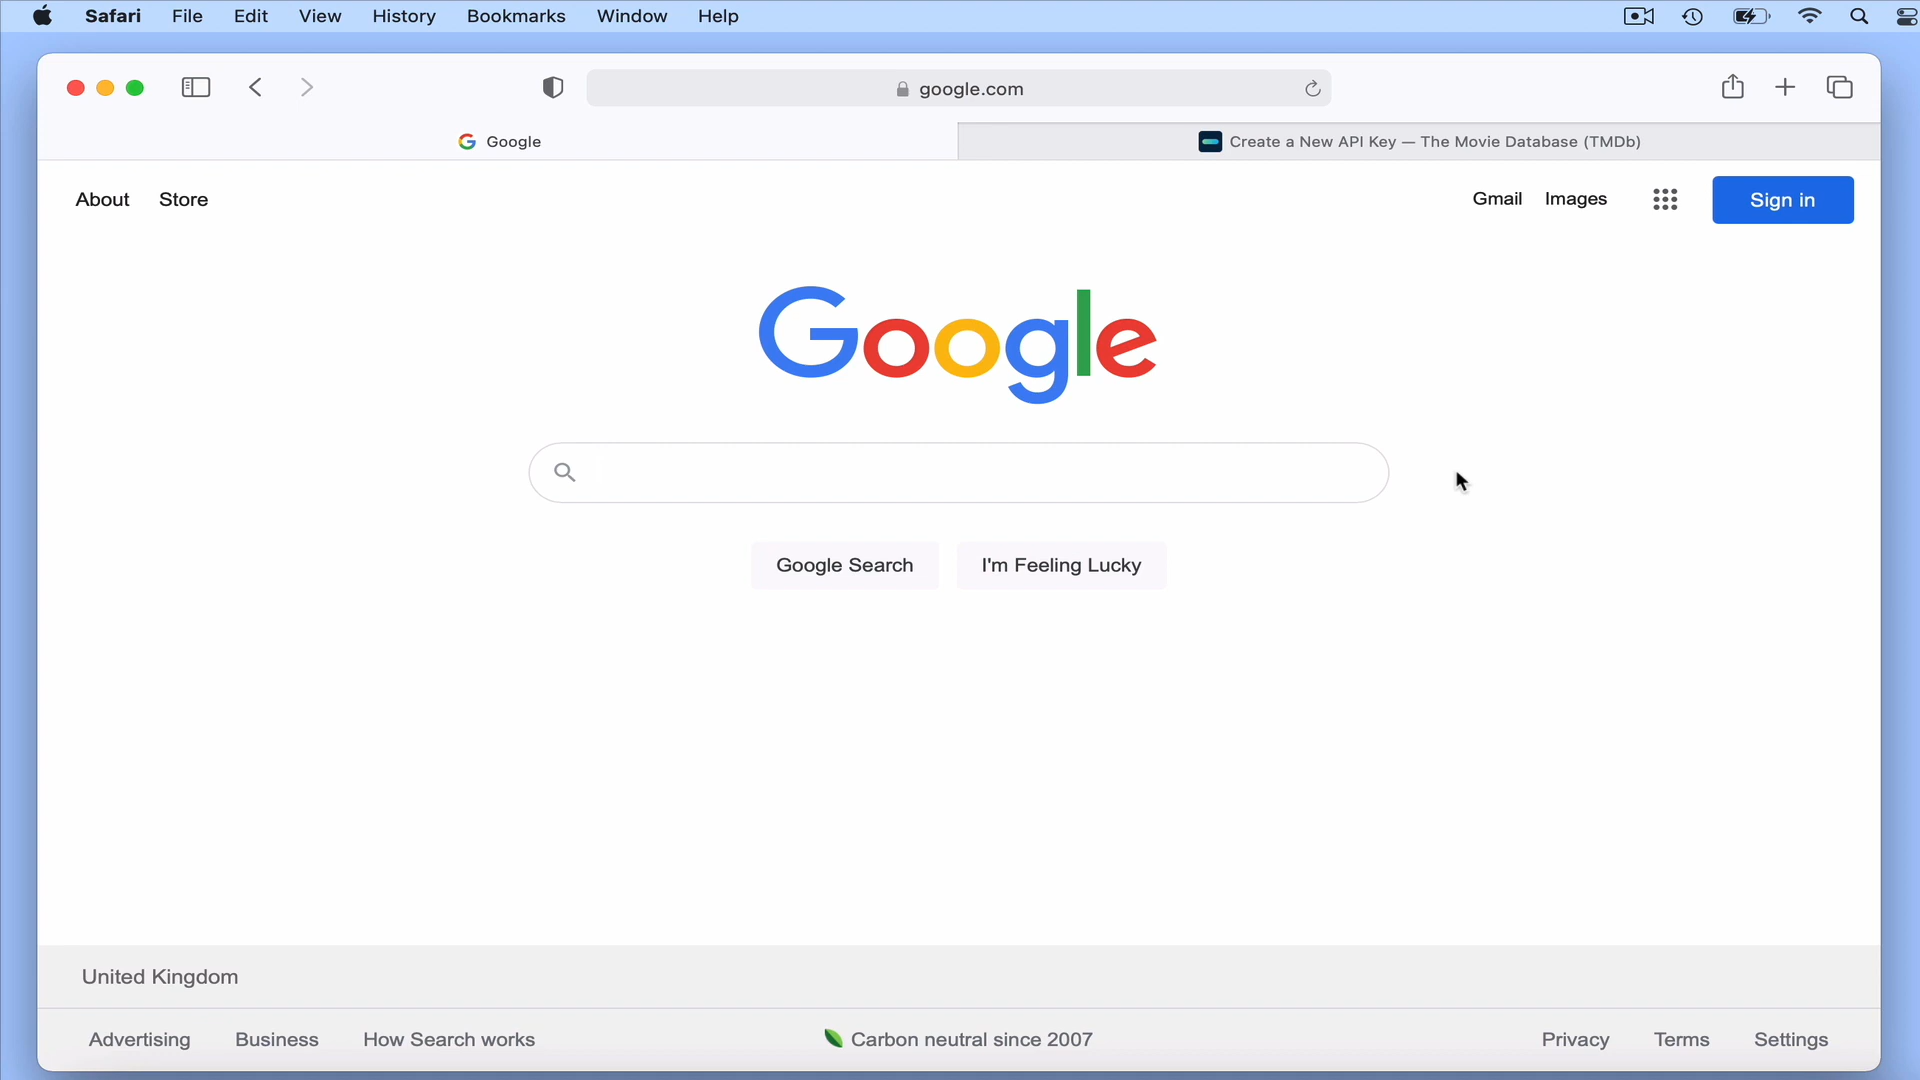 Safari File Edit View History Bookmarks Window Help
google.com
Google
Create a New API Key — The Movie Database (TMDb)
About Store
Gmail Images Sign in
Google
Google Search I'm Feeling Lucky
United Kingdom
Advertising Business How Search works Carbon neutral since 2007 Privacy Terms Settings